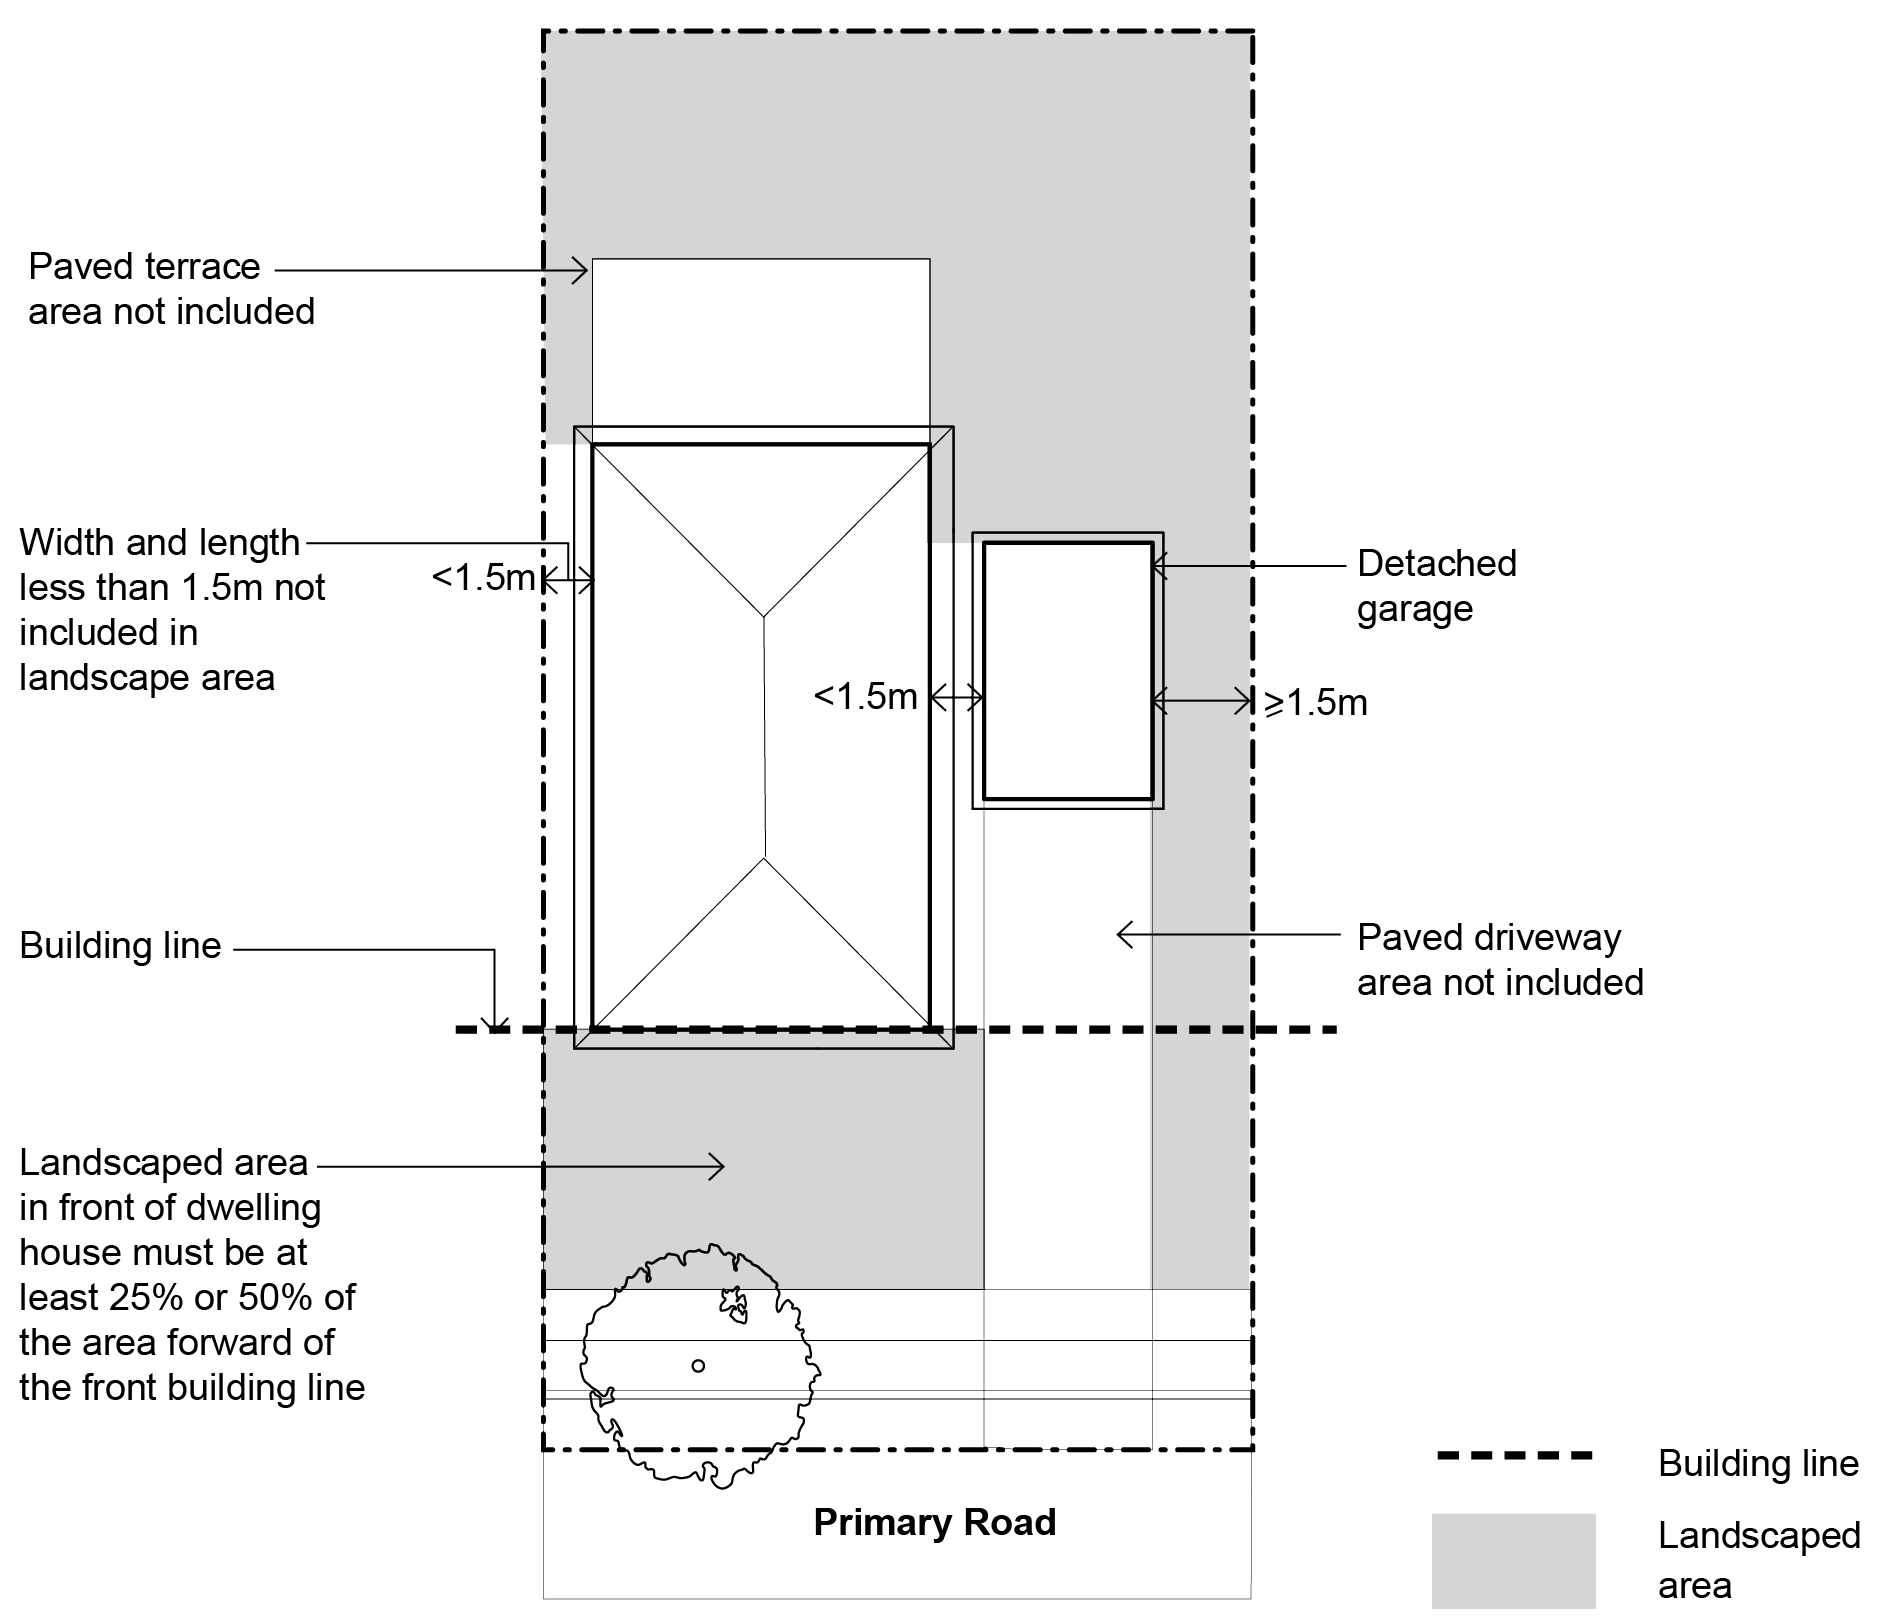 Paved terrace
area not included
Width and length
less than 1.5m not
included in
landscape area
<1.5m
<1.5m
⩾1.5m
Detached
garage
Building line
Paved driveway
area not included
Landscaped area
in front of dwelling
house must be at
least 25% or 50% of
the area forward of
the front building line
Primary Road
Building line
Landscaped
area